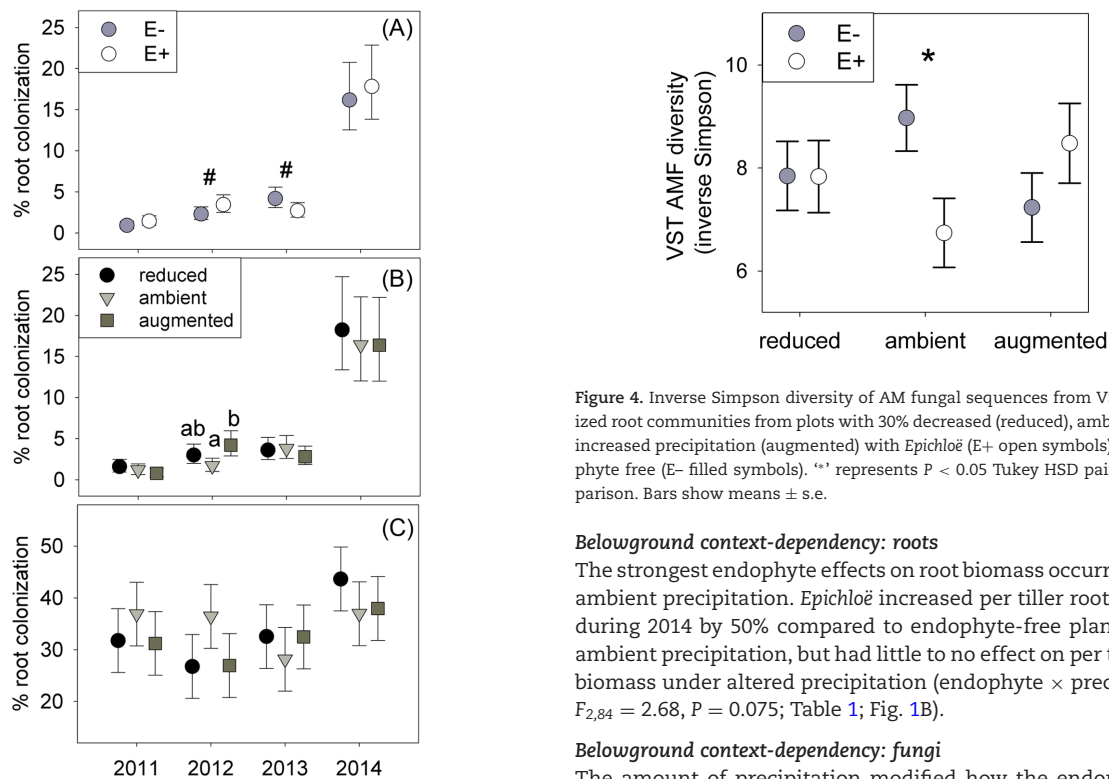 25
(A)
E-
E+
20
15
10
#
#
5
0
% root colonization
25
(B)
reduced
ambient
augmented
20
15
10
5
ab
a
b
0
% root colonization
(C)
50
40
30
20
% root colonization
2011 2012 2013 2014
E-
E+
*
10
8
6
VST AMF diversity
(inverse Simpson)
reduced ambient augmented
Figure 4. Inverse Simpson diversity of AM fungal sequences from
ized root communities from plots with 30% decreased (reduced),
increased precipitation (augmented) with Epichloë (E+ open symbols)
phyte free (E– filled symbols). ‘*’ represents P < 0.05 Tukey HSD
parison. Bars show means ± s.e.
Belowground context-dependency: roots
The strongest endophyte effects on root biomass
ambient precipitation. Epichloë increased per tiller root
during 2014 by 50% compared to endophyte-free
ambient precipitation, but had little to no effect on per
biomass under altered precipitation (endophyte ×
F2,84 = 2.68, P = 0.075; Table 1; Fig. 1B).
Belowground context-dependency: fungi
The amount of precipitation modified how the